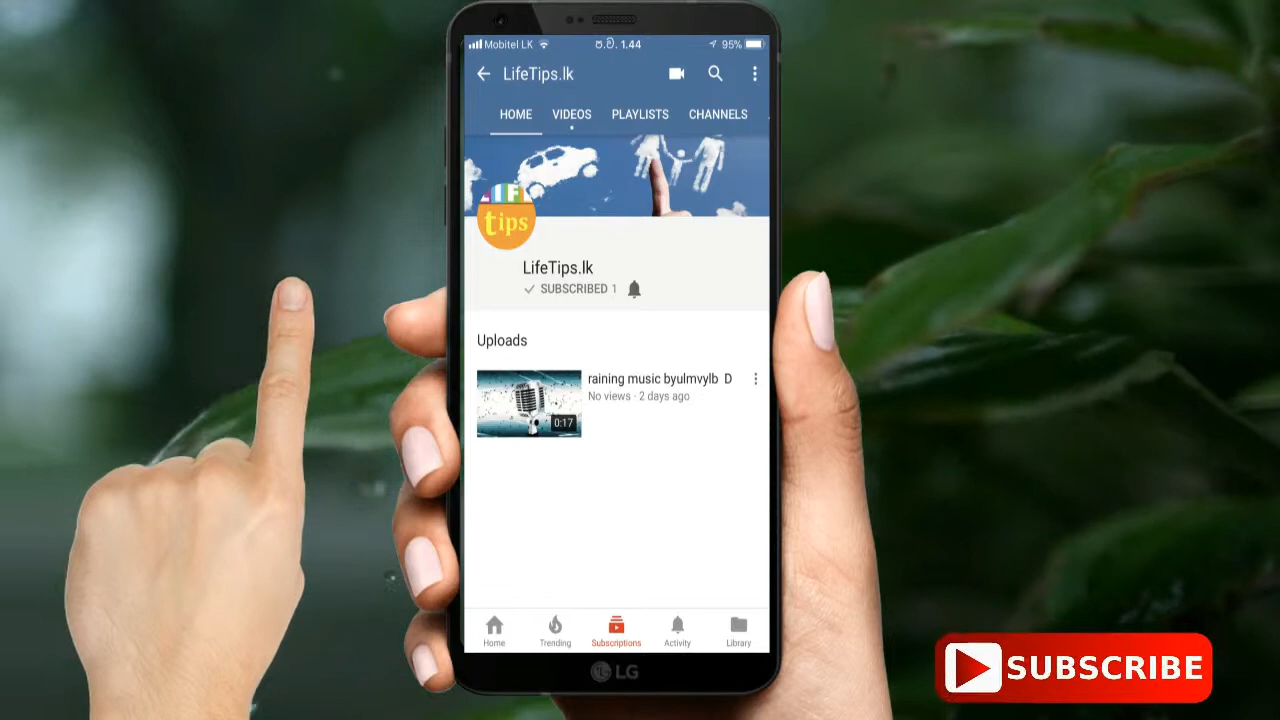 Mobitel LK
ප.ව. 1.44
95%
LifeTips.lk
HOME VIDEOS PLAYLISTS CHANNELS
LIF
tips
LifeTips.lk
SUBSCRIBED 1
Uploads
raining music byulmvylb D
No views · 2 days ago
0:17
Home Trending Subscriptions Activity Library
LG
SUBSCRIBE